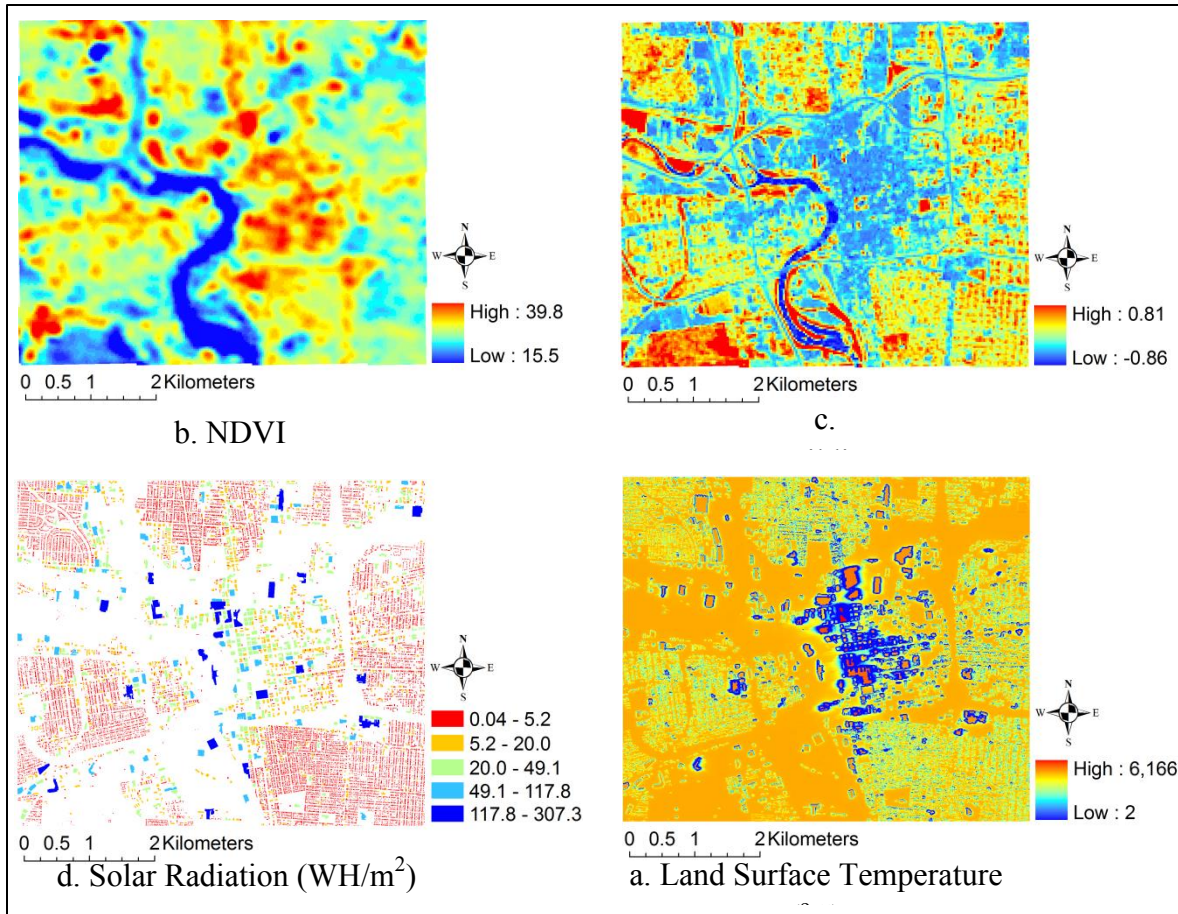 N
W E
S
High : 39.8
Low : 15.5
0 0.5 1 2 Kilometers
b. NDVI
N
W E
S
High : 0.81
Low : -0.86
0 0.5 1 2 Kilometers
c.
N
W E
S
0.04 - 5.2
5.2 - 20.0
20.0 - 49.1
49.1 - 117.8
117.8 - 307.3
0 0.5 1 2 Kilometers
d. Solar Radiation (WH/m²)
N
W E
S
High : 6,166
Low : 2
0 0.5 1 2 Kilometers
a. Land Surface Temperature